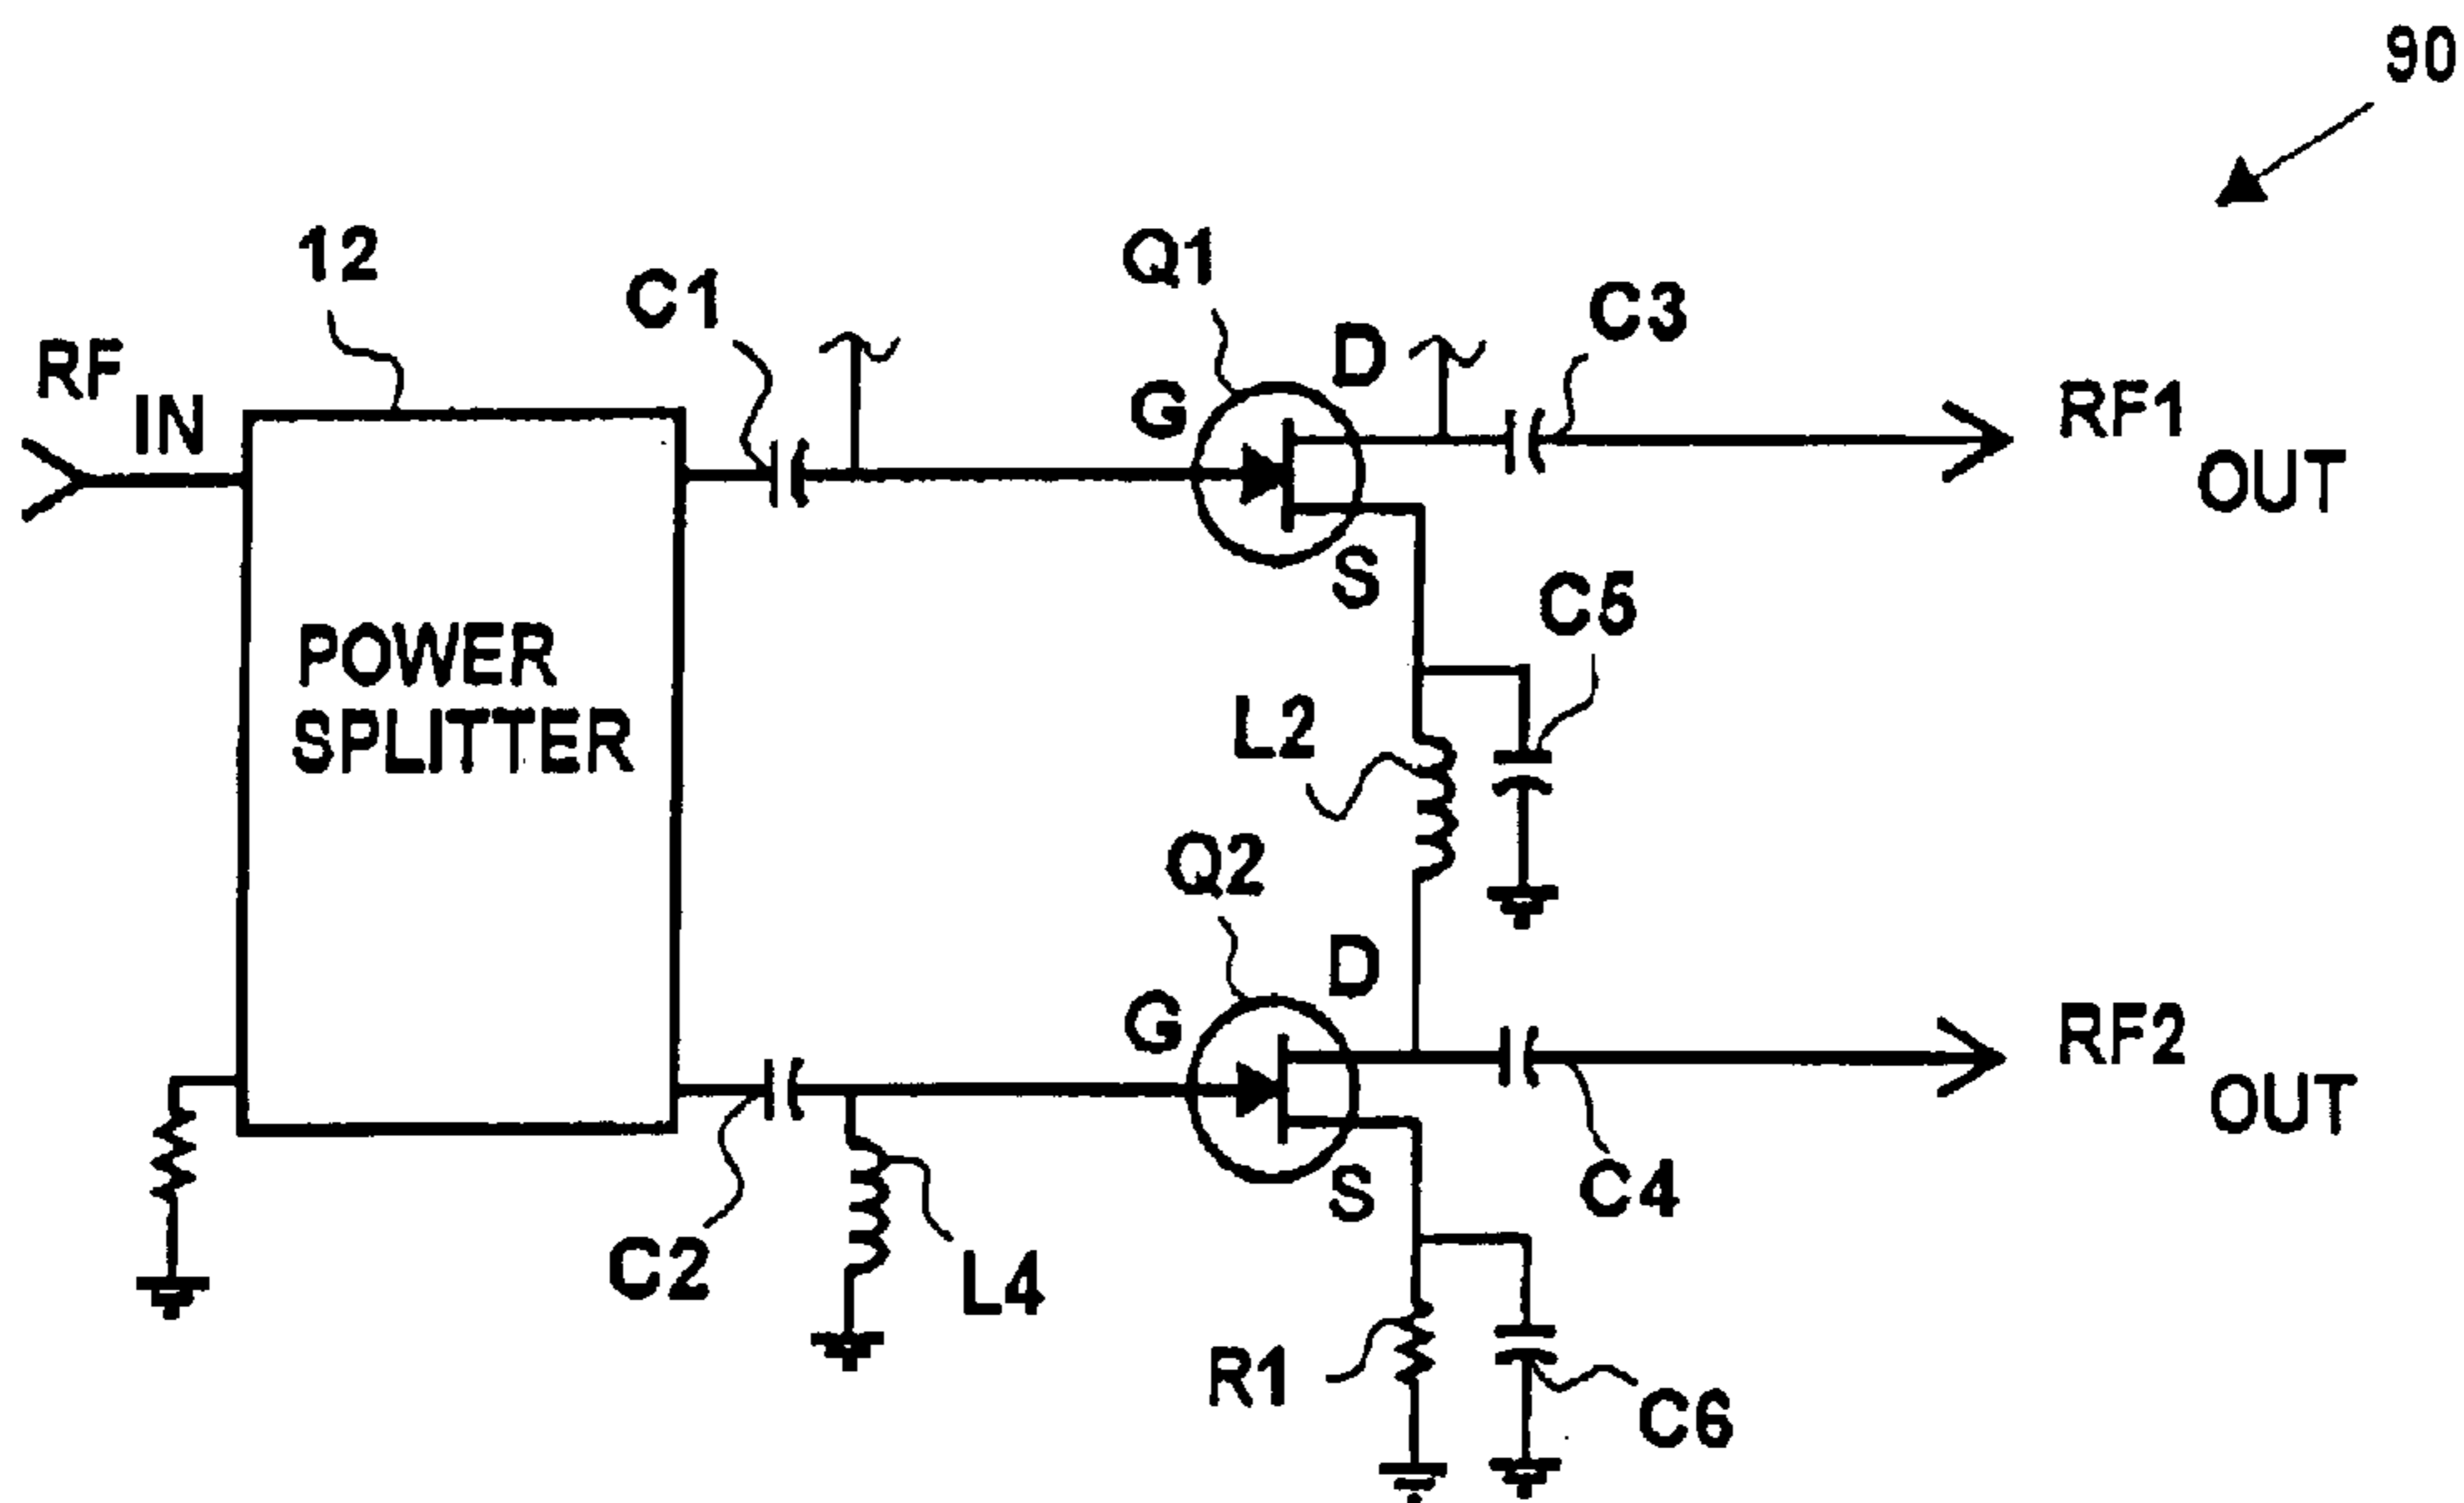 90
12
C1
Q1
C3
RF IN
G
D
RF1 OUT
S
C5
POWER
SPLITTER
L2
Q2
D
G
RF2 OUT
S
C4
C2
L4
R1
C6